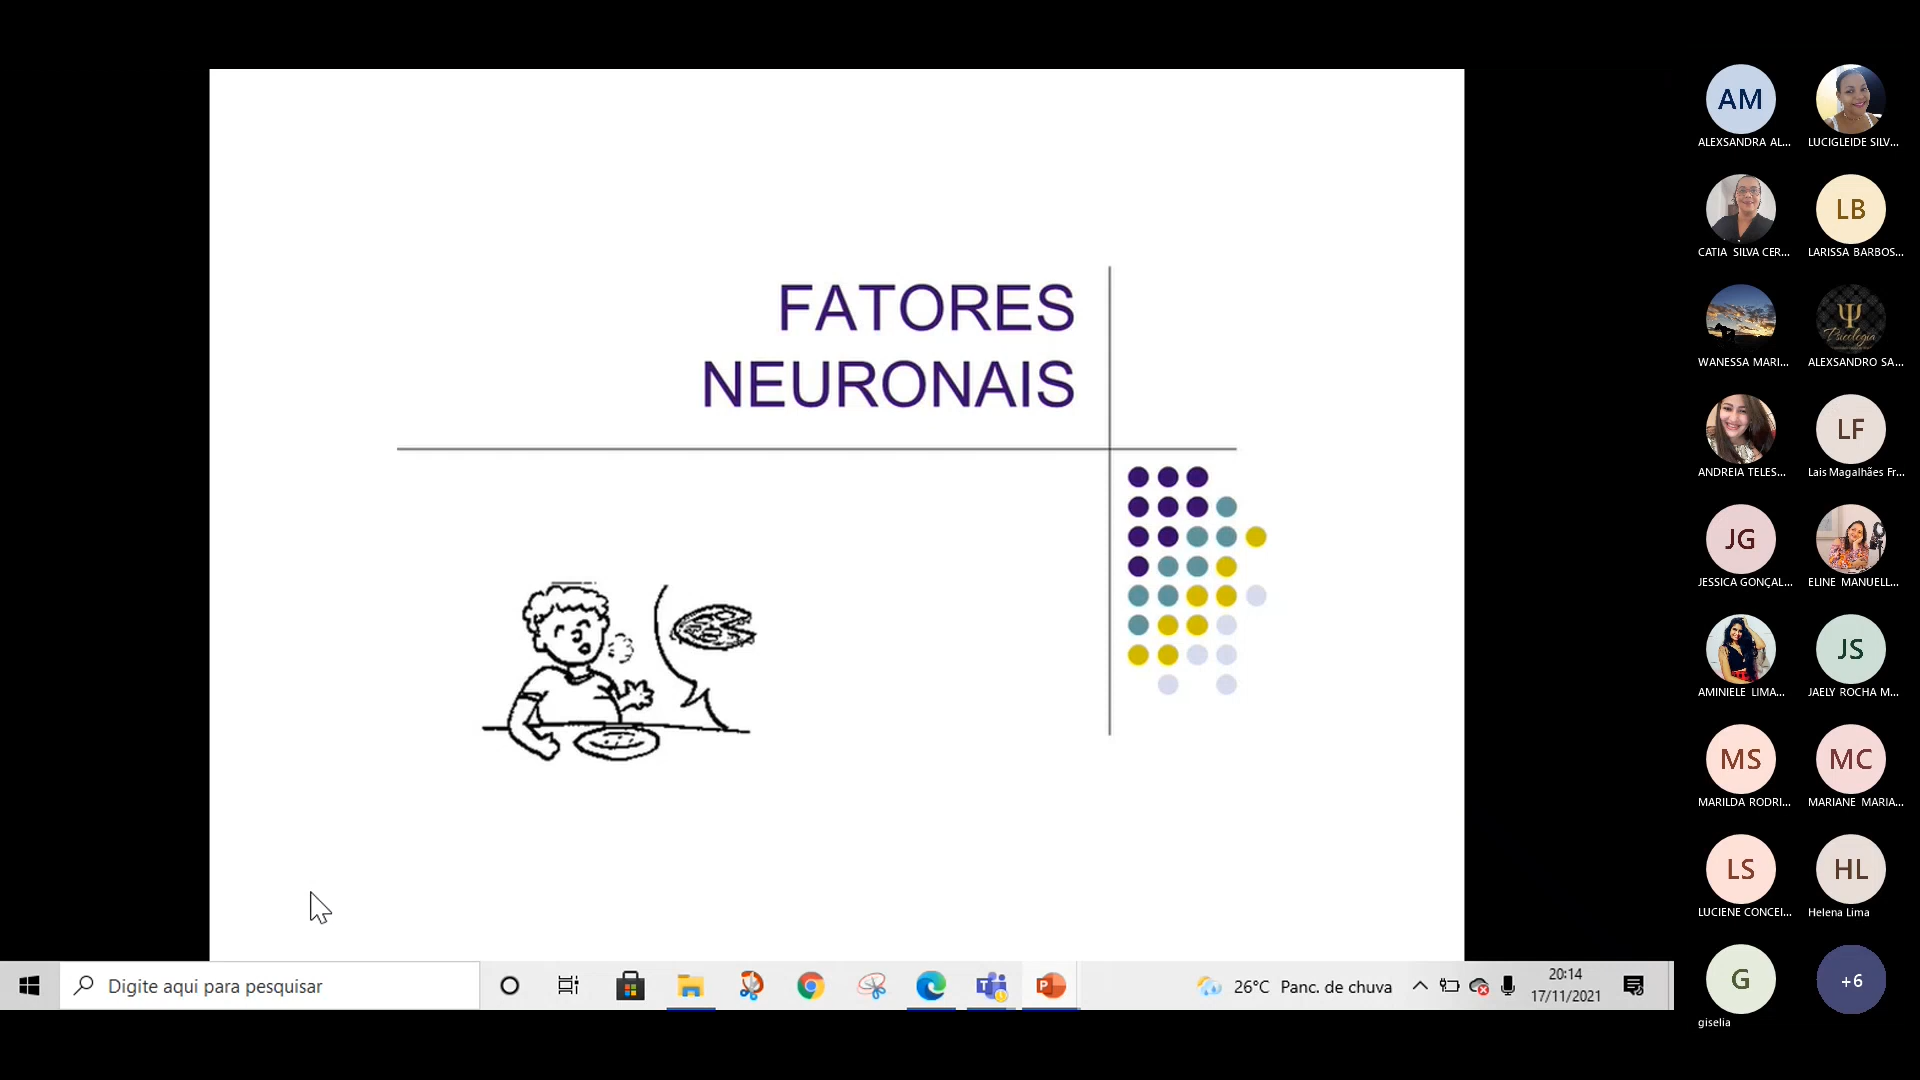 FATORES
NEURONAIS
AM
ALEXSANDRA AL...
LUCIGLEIDE SILV...
CATIA SILVA CER...
LB
LARISSA BARBOS...
WANESSA MARI...
Ψ
Psicologia
ALEXSANDRO SA...
ANDREIA TELES...
LF
Lais Magalhães Fr...
JG
JESSICA GONÇAL...
ELINE MANUELL...
AMINIELE LIMA...
JS
JAELY ROCHA M...
MS
MARILDA RODRI...
MC
MARIANE MARIA...
LS
LUCIENE CONCEI...
HL
Helena Lima
G
giselia
+6
Digite aqui para pesquisar
26°C Panc. de chuva
20:14
17/11/2021